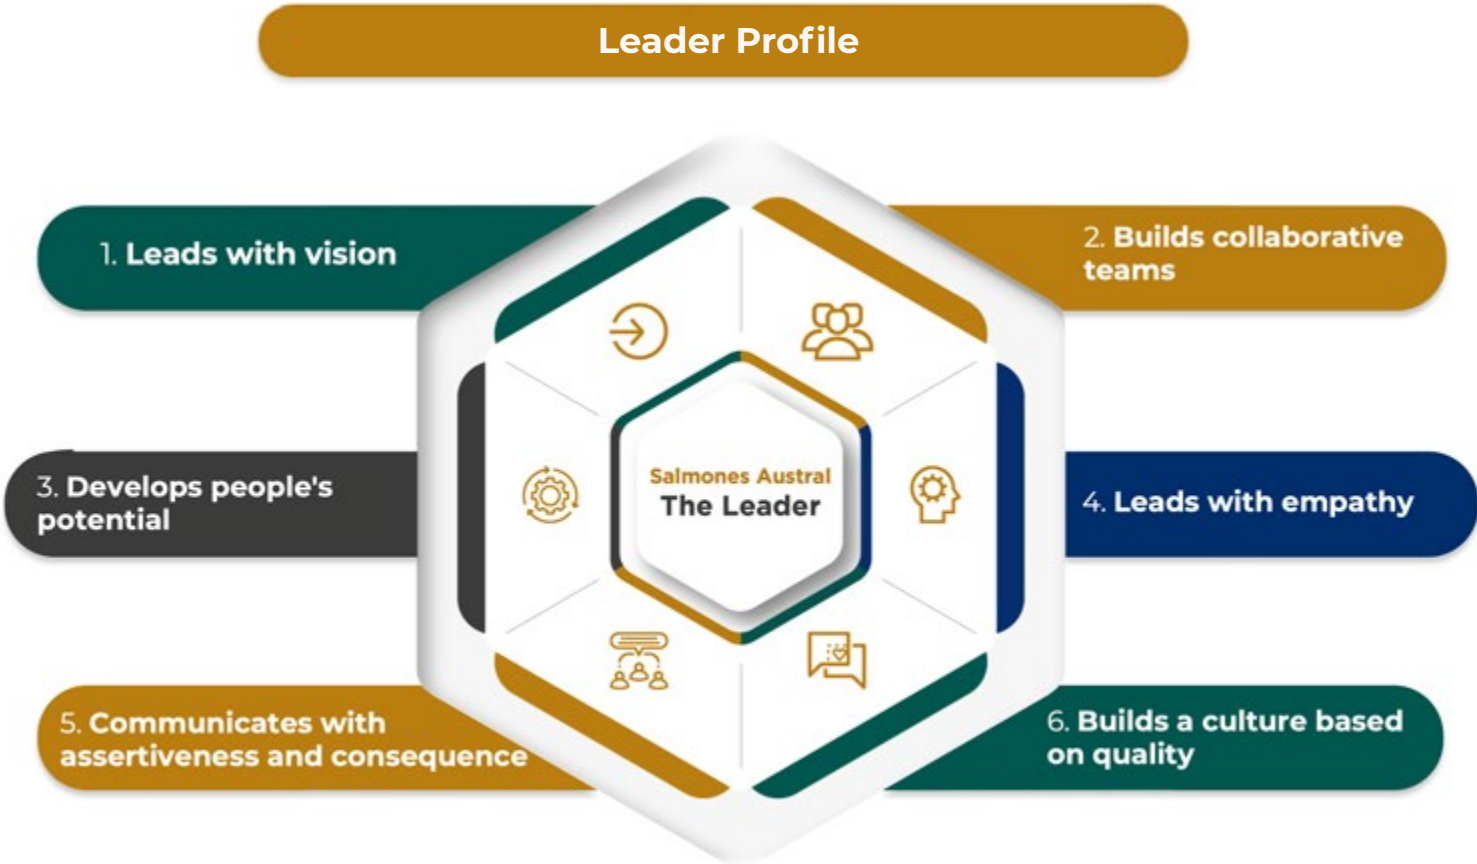 Leader Profile
1. Leads with vision
2. Builds collaborative
teams
3. Develops people's
potential
Salmones Austral
The Leader
4. Leads with empathy
5. Communicates with
assertiveness and consequence
6. Builds a culture based
on quality